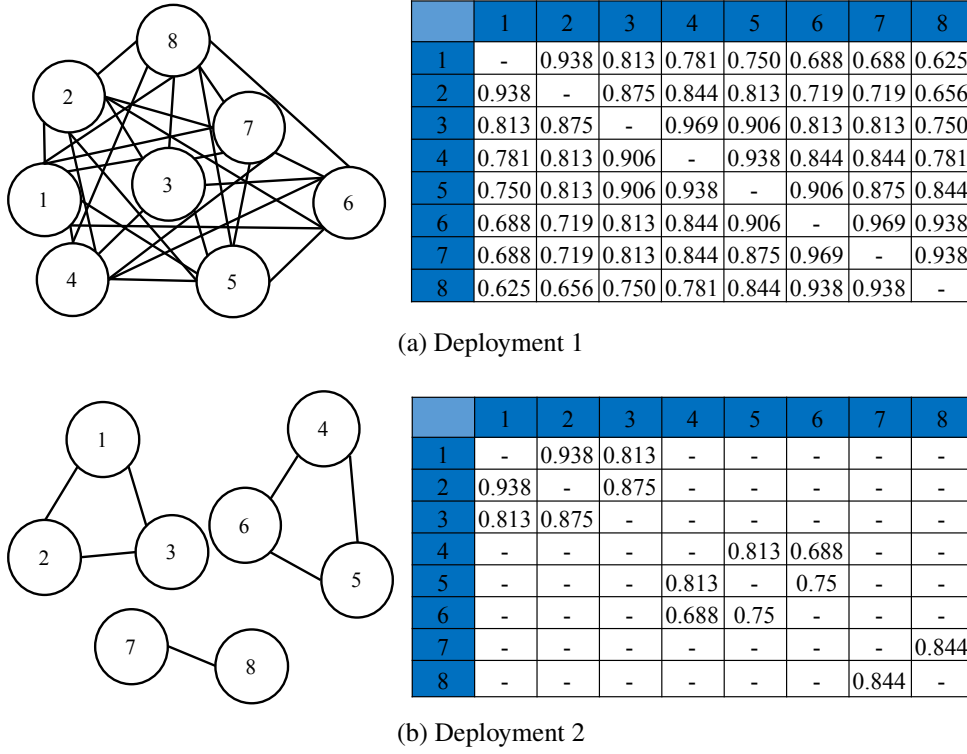 8
2
7
3
1
6
4
5
1 2 3 4 5 6 7 8
1 - 0.938 0.813 0.781 0.750 0.688 0.688 0.625
2 0.938 - 0.875 0.844 0.813 0.719 0.719 0.656
3 0.813 0.875 - 0.969 0.906 0.813 0.813 0.750
4 0.781 0.813 0.906 - 0.938 0.844 0.844 0.781
5 0.750 0.813 0.906 0.938 - 0.906 0.875 0.844
6 0.688 0.719 0.813 0.844 0.906 - 0.969 0.938
7 0.688 0.719 0.813 0.844 0.875 0.969 - 0.938
8 0.625 0.656 0.750 0.781 0.844 0.938 0.938 -
(a) Deployment 1
1
4
6
2
3
5
7
8
1 2 3 4 5 6 7 8
1 - 0.938 0.813 - - - - -
2 0.938 - 0.875 - - - - -
3 0.813 0.875 - - - - - -
4 - - - - 0.813 0.688 - -
5 - - - 0.813 - 0.75 - -
6 - - - 0.688 0.75 - - -
7 - - - - - - - 0.844
8 - - - - - - 0.844 -
(b) Deployment 2